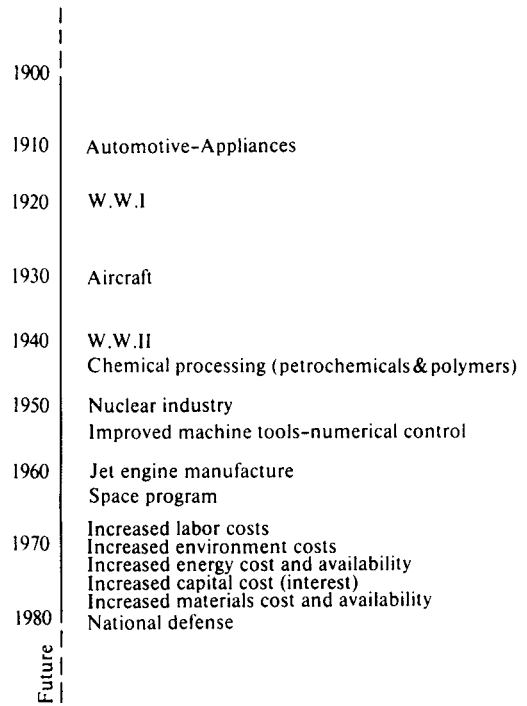 1900
1910 Automotive-Appliances
1920 W.W.I
1930 Aircraft
1940 W.W.II
Chemical processing (petrochemicals & polymers)
1950 Nuclear industry
Improved machine tools-numerical control
1960 Jet engine manufacture
Space program
Increased labor costs
1970 Increased environment costs
Increased energy cost and availability
Increased capital cost (interest)
Increased materials cost and availability
1980 National defense
Future